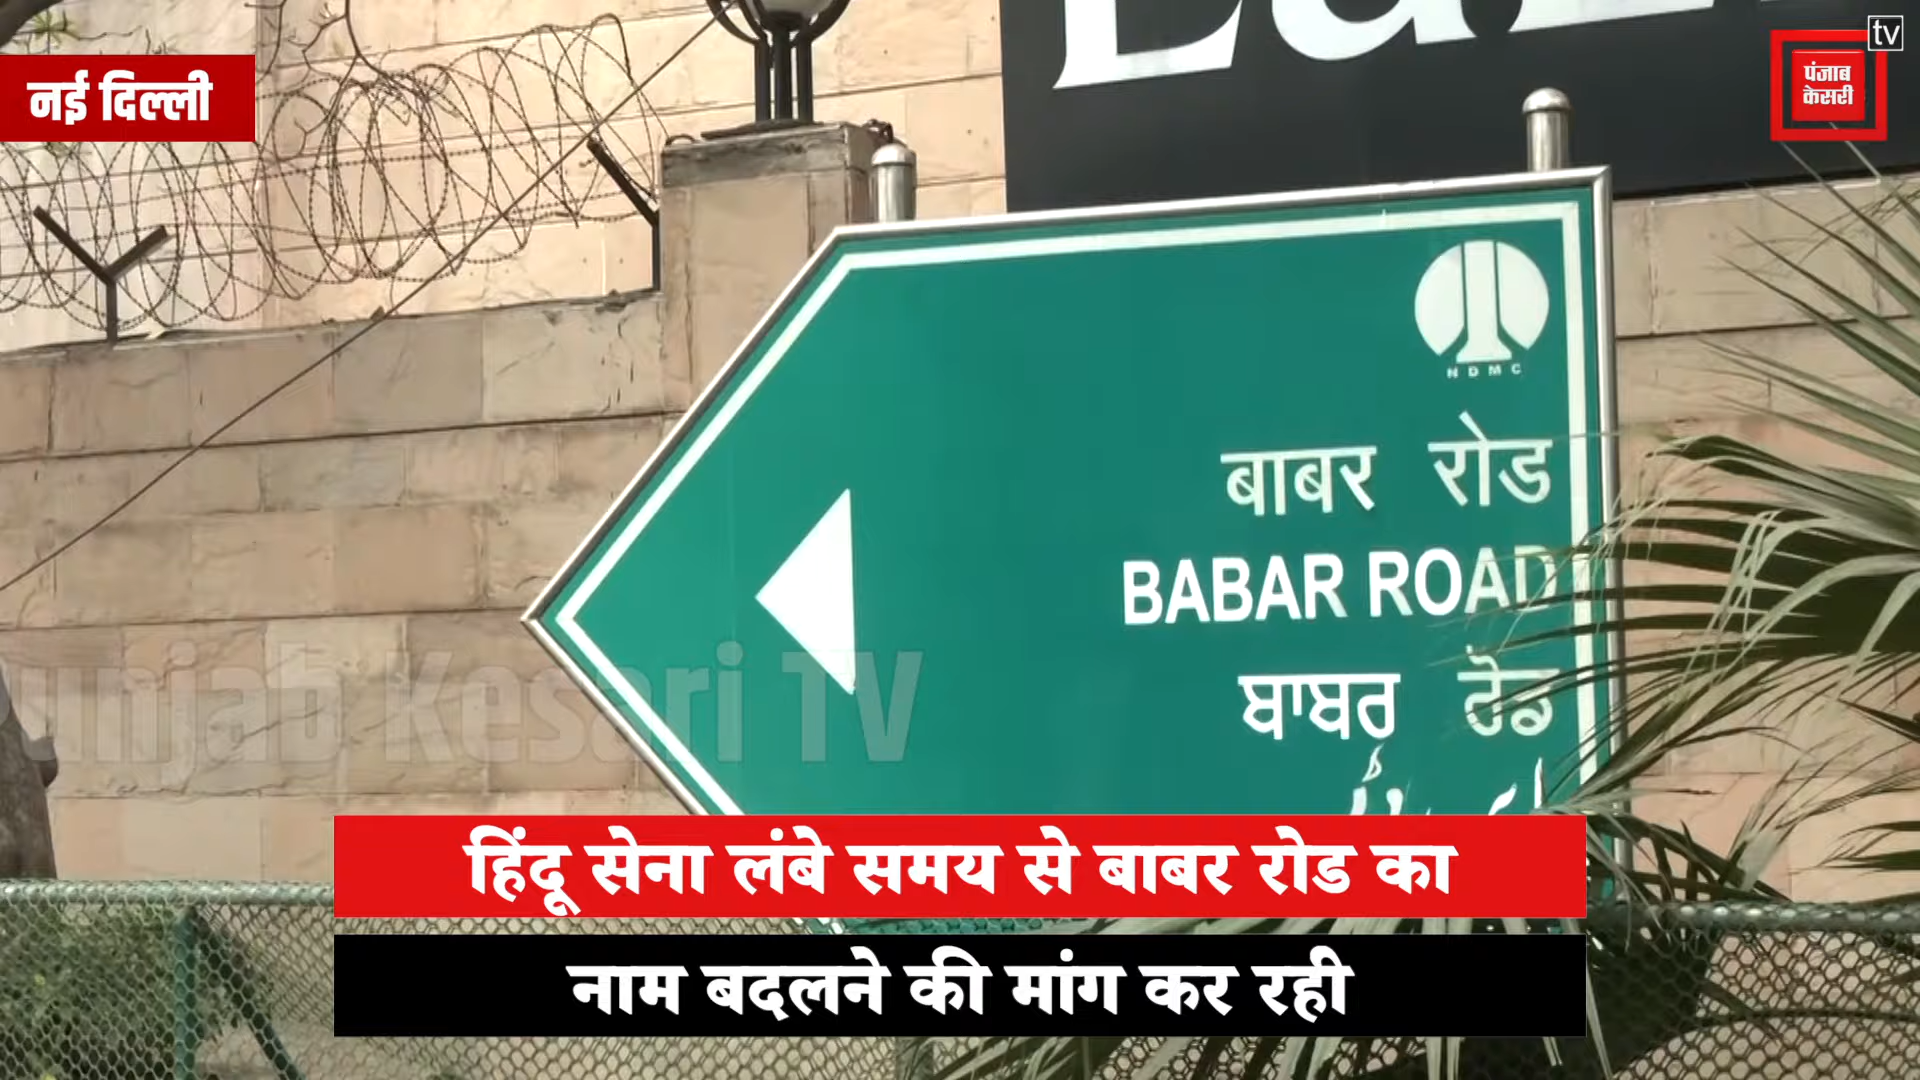 नई दिल्ली
tv
पंजाब
केसरी
NDMC
बाबर रोड
BABAR ROAD
ਬਾਬਰ ਰੋਡ
Punjab Kesari TV
हिंदू सेना लंबे समय से बाबर रोड का
नाम बदलने की मांग कर रही